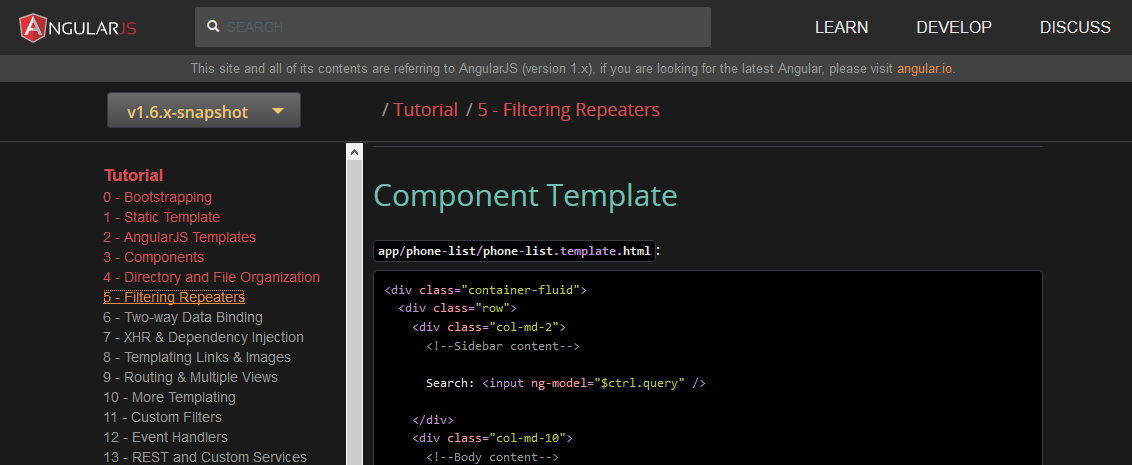 ANGULARJS SEARCH LEARN DEVELOP DISCUSS
This site and all of its contents are referring to AngularJS (version 1.x), if you are looking for the latest Angular, please visit angular.io.
v1.6.x-snapshot / Tutorial / 5 - Filtering Repeaters
Tutorial
0 - Bootstrapping
1 - Static Template
2 - AngularJS Templates
3 - Components
4 - Directory and File Organization
5 - Filtering Repeaters
6 - Two-way Data Binding
7 - XHR & Dependency Injection
8 - Templating Links & Images
9 - Routing & Multiple Views
10 - More Templating
11 - Custom Filters
12 - Event Handlers
13 - REST and Custom Services
Component Template
app/phone-list/phone-list.template.html:
<div class="container-fluid">
<div class="row">
<div class="col-md-2">
<!--Sidebar content-->
Search: <input ng-model="$ctrl.query" />
</div>
<div class="col-md-10">
<!--Body content-->